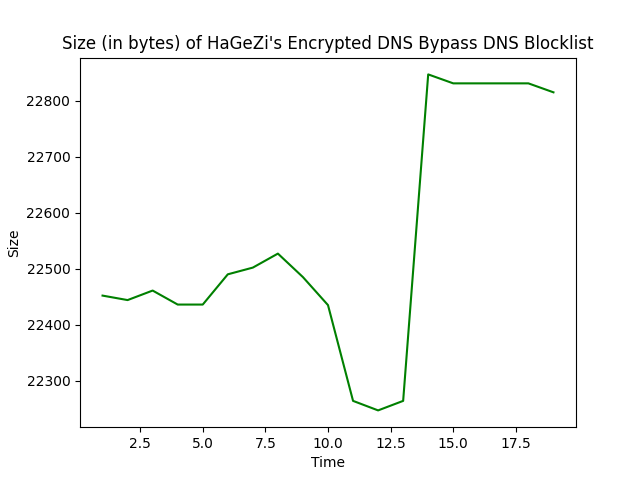 Size (in bytes) of HaGeZi's Encrypted DNS Bypass DNS Blocklist
22800
22700
22600
22500
22400
22300
Size
2.5 5.0 7.5 10.0 12.5 15.0 17.5
Time